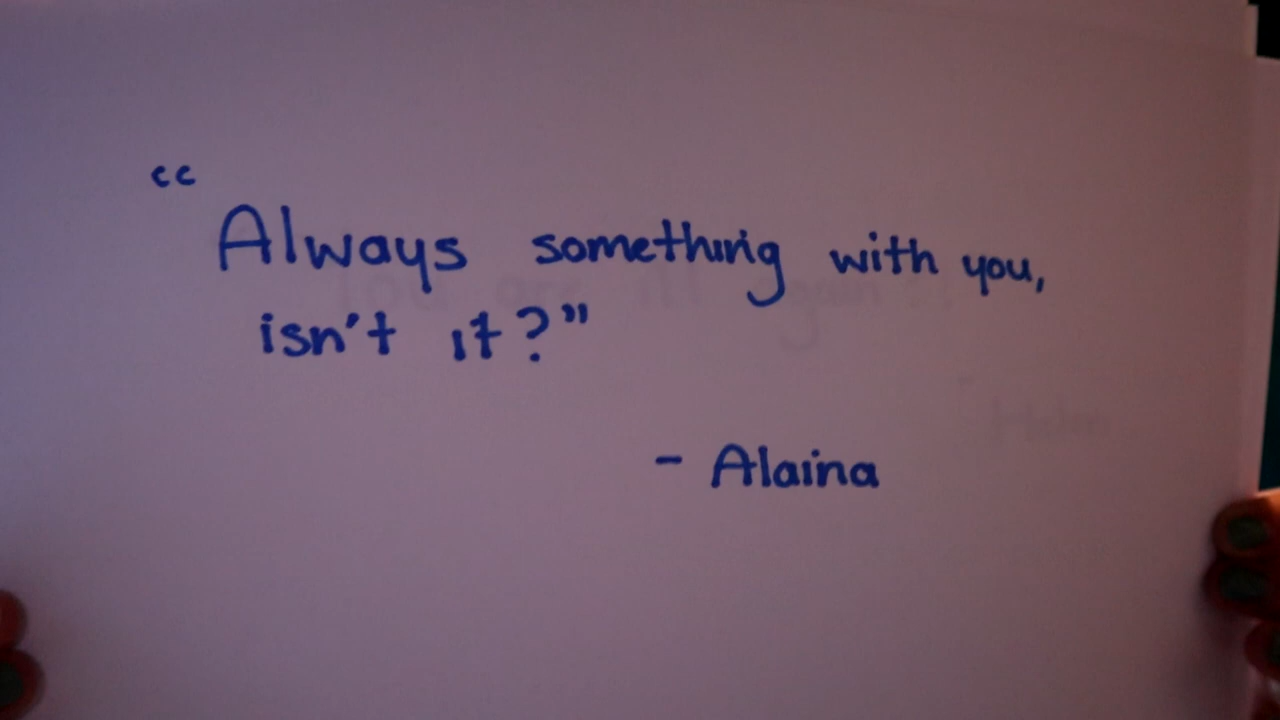 “Always something with you,
isn't it?”
- Alaina